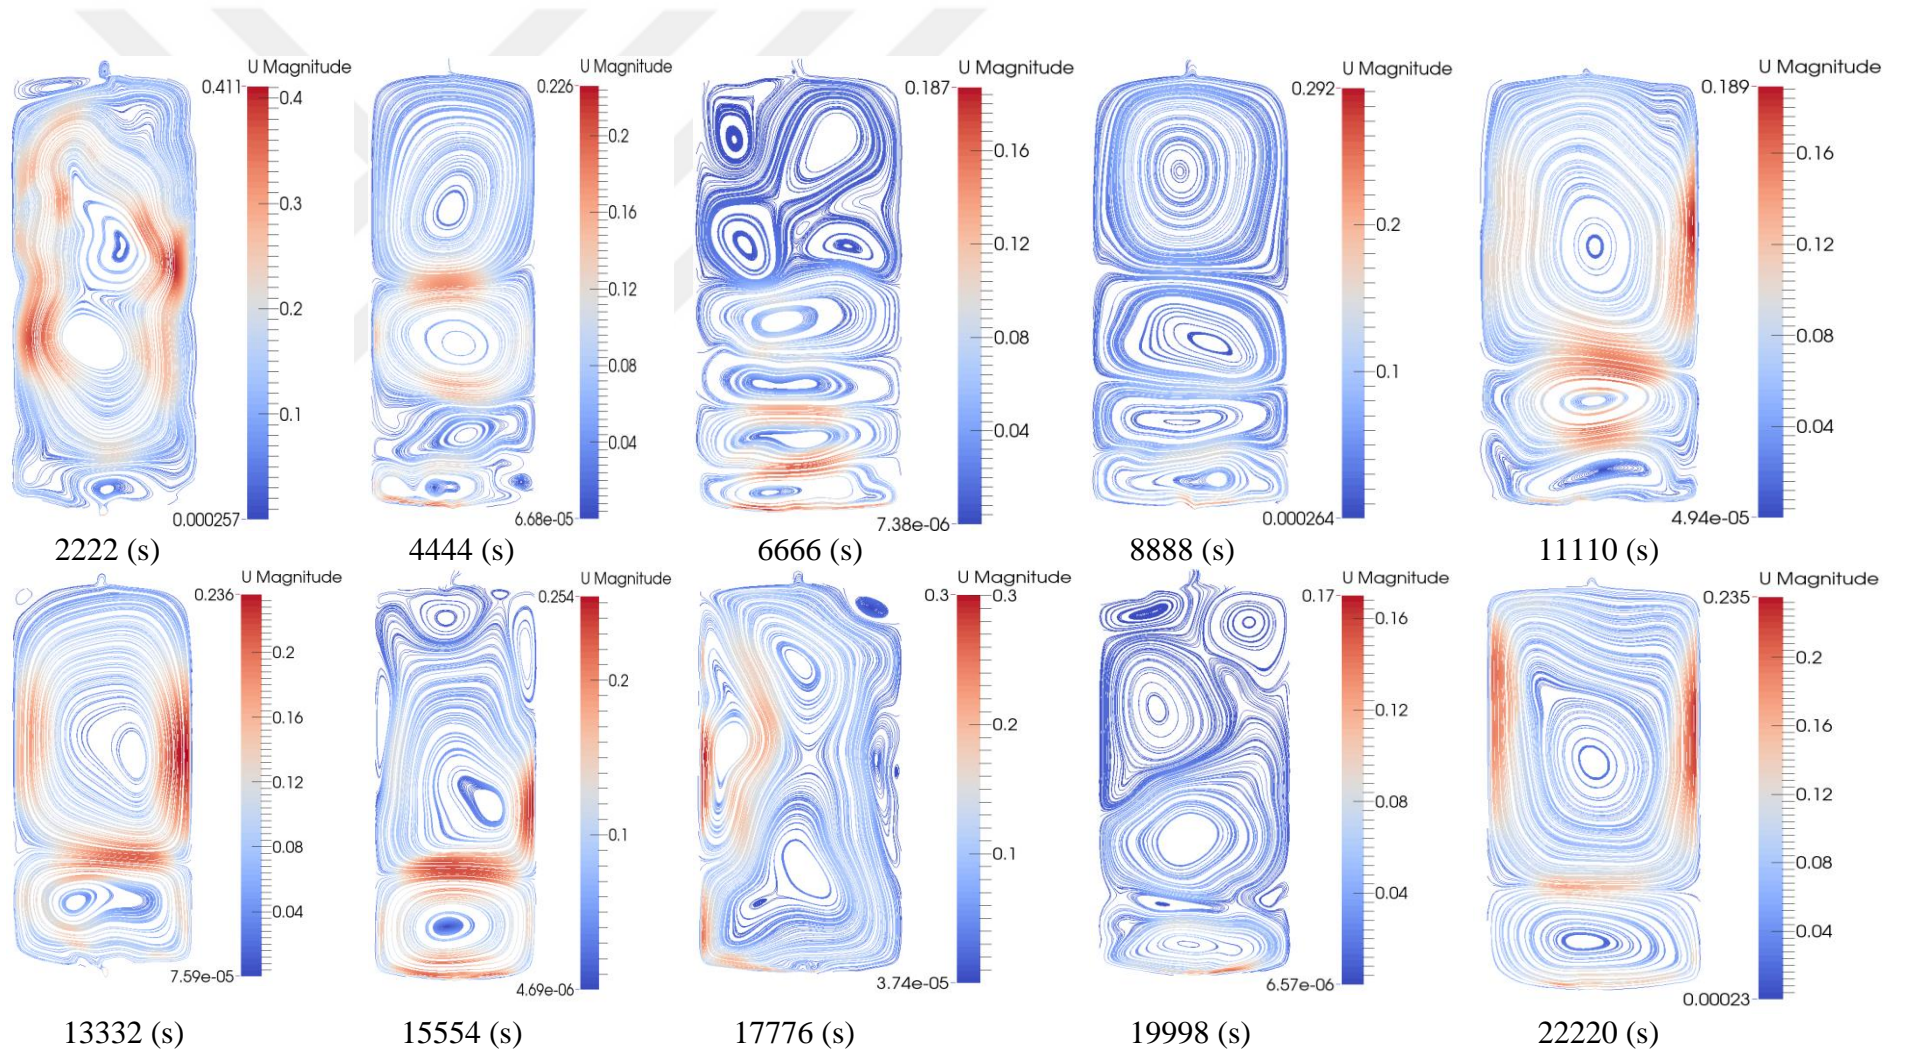 U Magnitude
0.411
0.4
0.3
0.2
0.1
0.000257
2222 (s)
U Magnitude
0.226
0.2
0.16
0.12
0.08
0.04
6.68e-05
4444 (s)
U Magnitude
0.187
0.16
0.12
0.08
0.04
7.38e-06
6666 (s)
U Magnitude
0.292
0.2
0.1
0.000264
8888 (s)
U Magnitude
0.189
0.16
0.12
0.08
0.04
4.94e-05
11110 (s)
U Magnitude
0.236
0.2
0.16
0.12
0.08
0.04
7.59e-05
13332 (s)
U Magnitude
0.254
0.2
0.1
4.69e-06
15554 (s)
U Magnitude
0.3
0.3
0.2
0.1
3.74e-05
17776 (s)
U Magnitude
0.17
0.16
0.12
0.08
0.04
6.57e-06
19998 (s)
U Magnitude
0.235
0.2
0.16
0.12
0.08
0.04
0.00023
22220 (s)